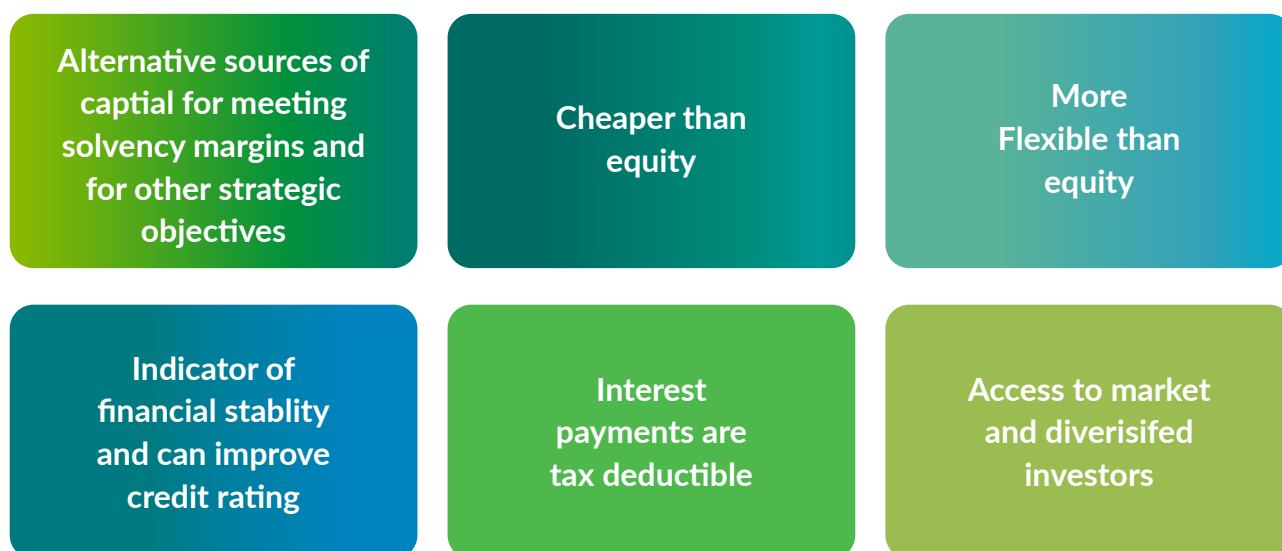 Alternative sources of
captial for meeting
solvency margins and
for other strategic
objectives
Cheaper than
equity
More
Flexible than
equity
Indicator of
financial stablity
and can improve
credit rating
Interest
payments are
tax deductible
Access to market
and diverisifed
investors